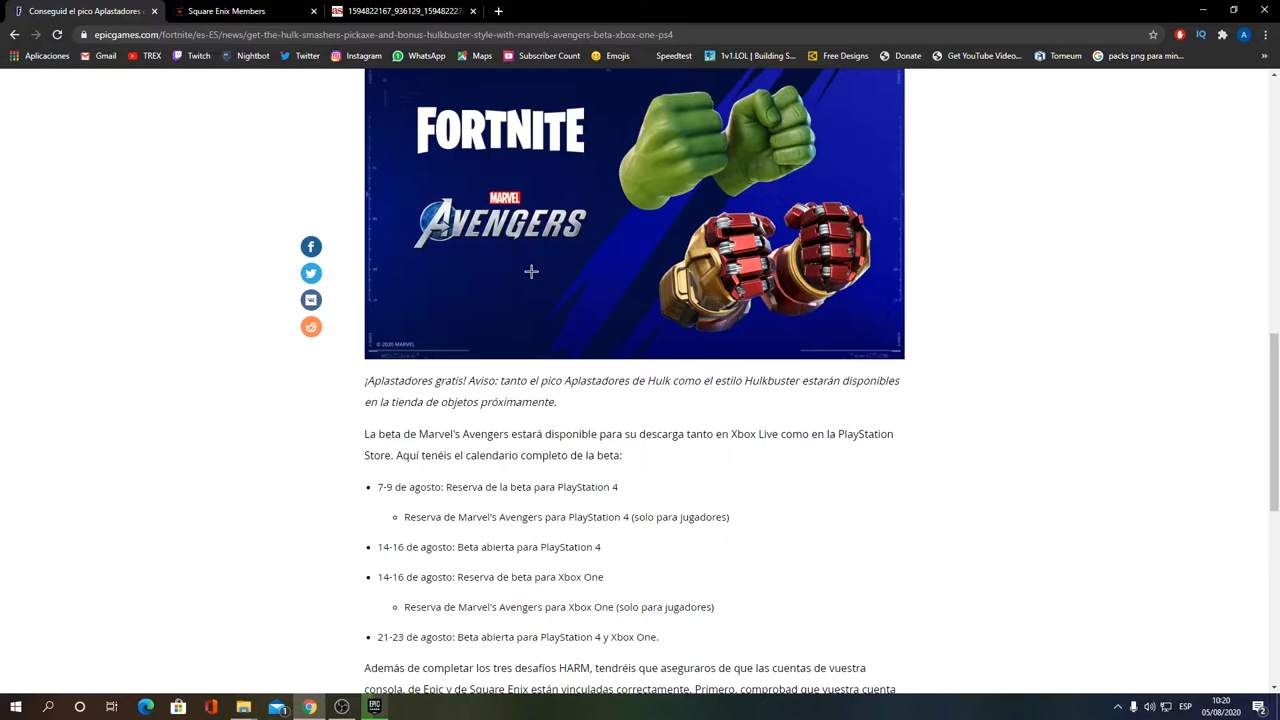 Conseguid el pico Aplastadores
Square Enix Members
1594822167_936129_159482227
epicgames.com/fortnite/es-ES/news/get-the-hulk-smashers-pickaxe-and-bonus-hulkbuster-style-with-marvels-avengers-beta-xbox-one-ps4
Aplicaciones Gmail TREX Twitch Nightbot Twitter Instagram WhatsApp Maps Subscriber Count Emojis Speedtest 1v1.LOL | Building S... Free Designs Donate Get YouTube Video... Tomeum packs png para min...
FORTNITE
MARVEL
AVENGERS
© 2020 MARVEL
¡Aplastadores gratis! Aviso: tanto el pico Aplastadores de Hulk como el estilo Hulkbuster estarán disponibles
en la tienda de objetos próximamente.
La beta de Marvel's Avengers estará disponible para su descarga tanto en Xbox Live como en la PlayStation
Store. Aquí tenéis el calendario completo de la beta:
7-9 de agosto: Reserva de la beta para PlayStation 4
Reserva de Marvel's Avengers para PlayStation 4 (solo para jugadores)
14-16 de agosto: Beta abierta para PlayStation 4
14-16 de agosto: Reserva de beta para Xbox One
Reserva de Marvel's Avengers para Xbox One (solo para jugadores)
21-23 de agosto: Beta abierta para PlayStation 4 y Xbox One.
Además de completar los tres desafíos HARM, tendréis que aseguraros de que las cuentas de vuestra
consola, de Epic y de Square Enix están vinculadas correctamente. Primero, comprobad que vuestra cuenta
ESP
10:20
05/08/2020